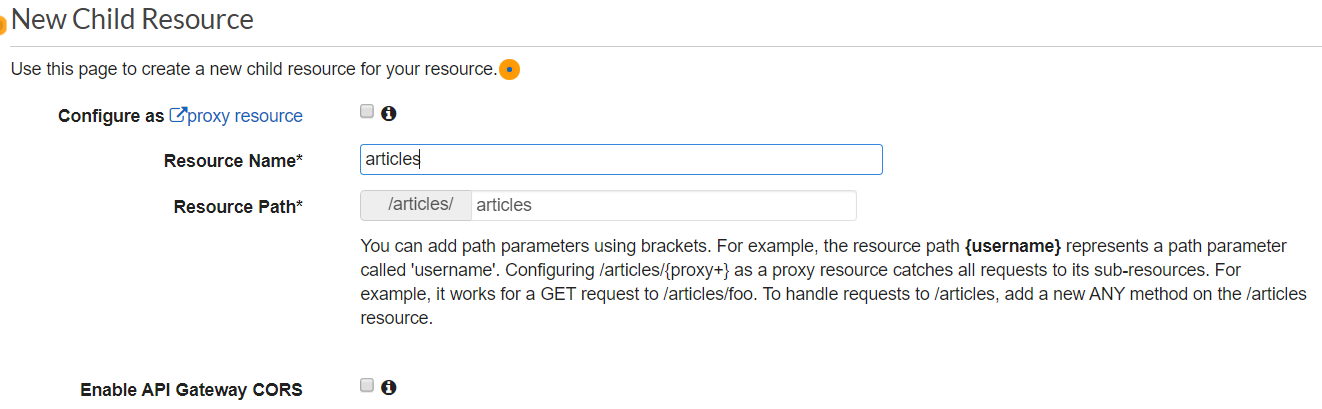 New Child Resource
Use this page to create a new child resource for your resource.
Configure as proxy resource
Resource Name* articles
Resource Path* /articles/ articles
You can add path parameters using brackets. For example, the resource path {username} represents a path parameter
called 'username'. Configuring /articles/{proxy+} as a proxy resource catches all requests to its sub-resources. For
example, it works for a GET request to /articles/foo. To handle requests to /articles, add a new ANY method on the /articles
resource.
Enable API Gateway CORS